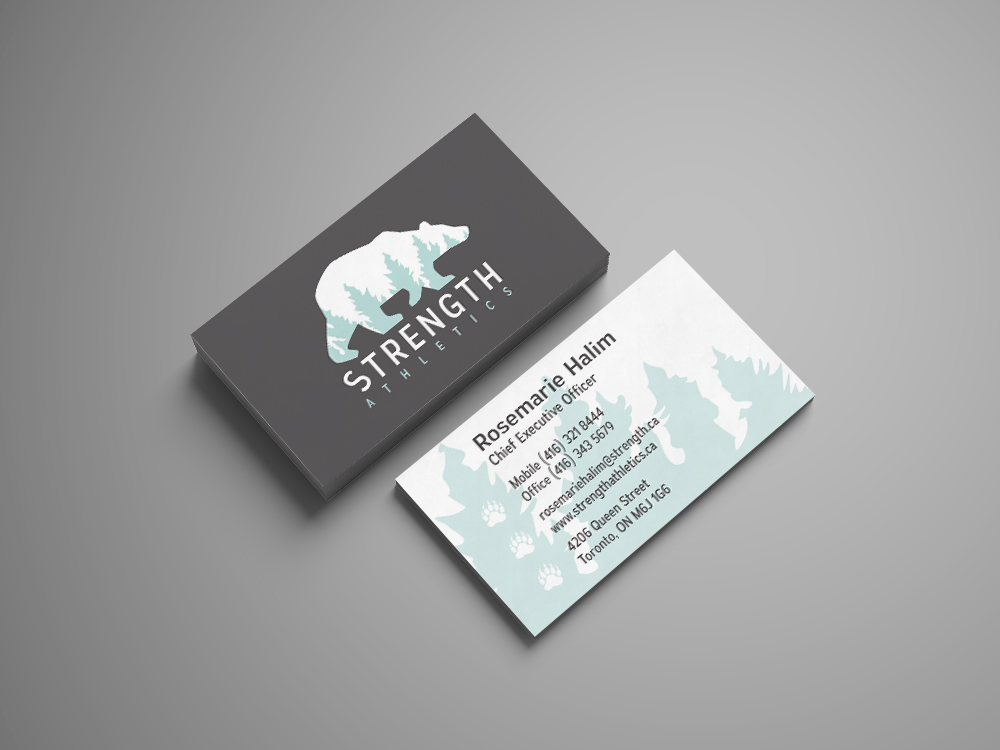 STRENGTH
ATHLETICS
Rosemarie Halim
Chief Executive Officer
Mobile (416) 321 8444
Office (416) 343 5679
rosemariehalim@strength.ca
www.strengthathletics.ca
4206 Queen Street
Toronto, ON M6J 1G6